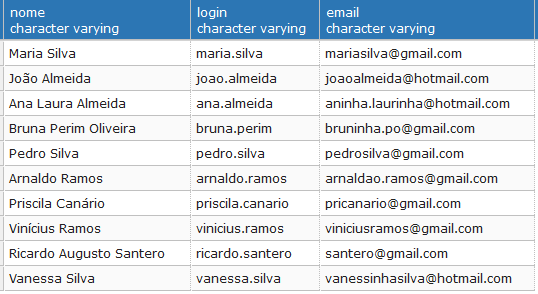 nome login email
character varying character varying character varying
Maria Silva maria.silva mariasilva@gmail.com
João Almeida joao.almeida joaoalmeida@hotmail.com
Ana Laura Almeida ana.almeida aninha.laurinha@hotmail.com
Bruna Perim Oliveira bruna.perim bruninha.po@gmail.com
Pedro Silva pedro.silva pedrosilva@gmail.com
Arnaldo Ramos arnaldo.ramos arnaldao.ramos@gmail.com
Priscila Canário priscila.canario pricanario@gmail.com
Vinícius Ramos vinicius.ramos viniciusramos@gmail.com
Ricardo Augusto Santero ricardo.santero santero@gmail.com
Vanessa Silva vanessa.silva vanessinhasilva@hotmail.com